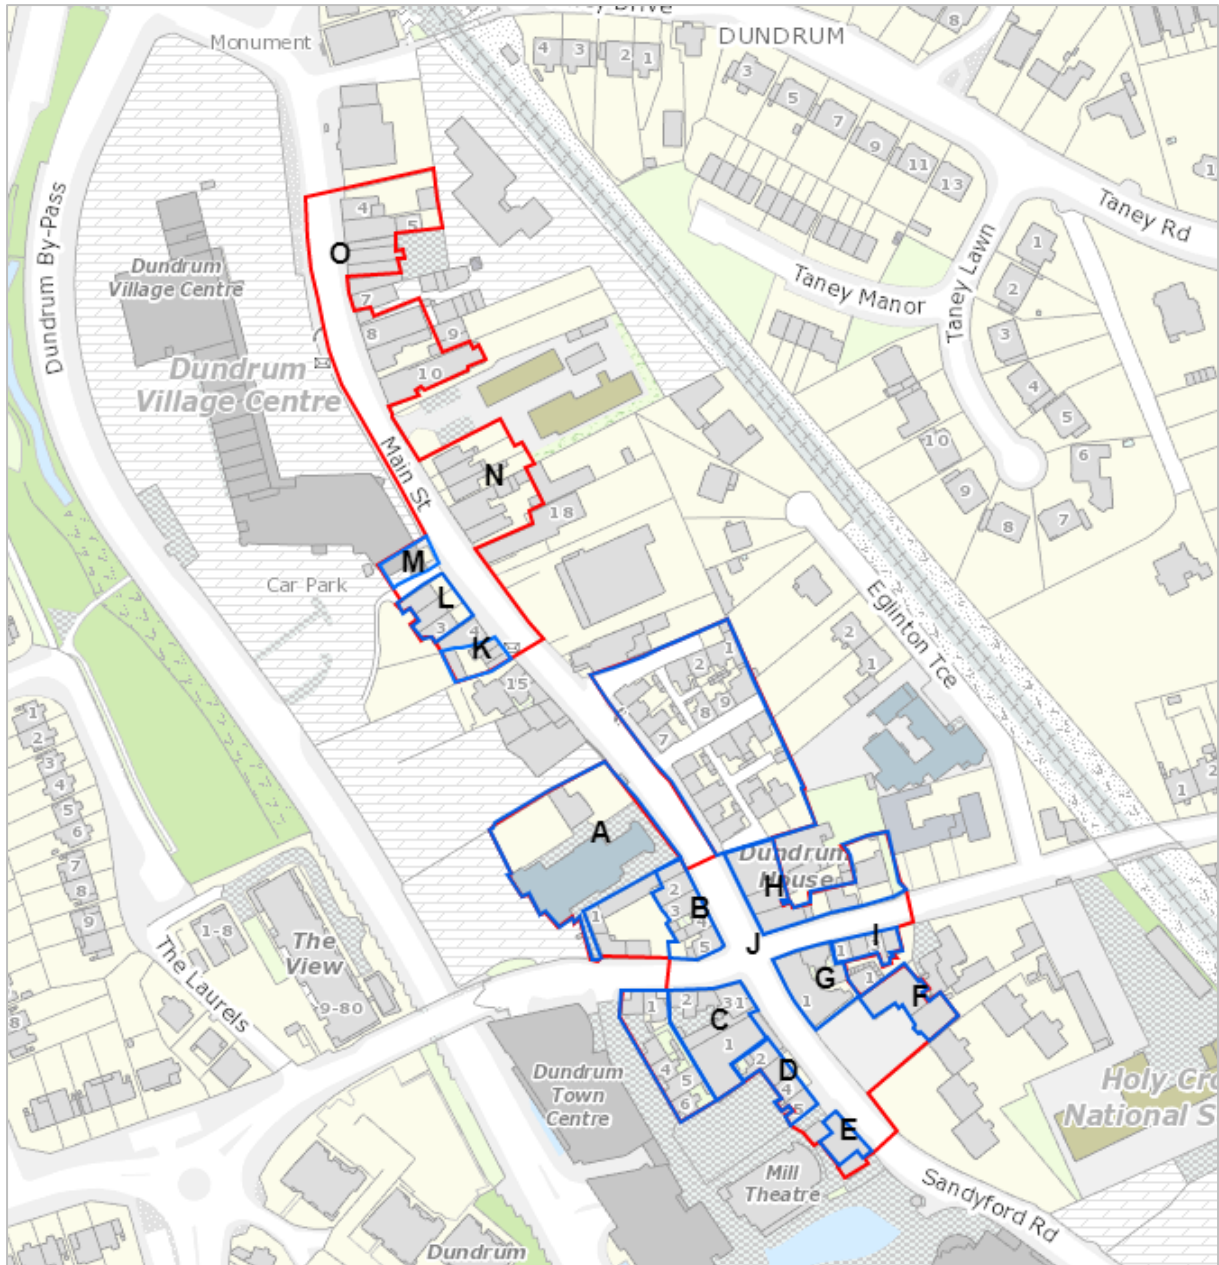 Monument
DUNDRUM
4 3 2 1
8
3
5
7
9
11
13
1
Taney Rd
Dundrum By-Pass
4
5
O
Dundrum
Village Centre
Taney Manor
Taney Lawn
1
2
3
4
5
6
7
8
9
10
7
8
9
10
Dundrum
Village Centre
Main St
N
18
M
Car Park
L
3
4
K
15
Eglinton Tce
2
1
1
2
9
8
7
1
2
3
4
5
6
7
8
9
A
Dundrum
House
H
B
1
2
3
4
5
J
I
1
G
1
1
F
1-8
The
View
9-80
The Laurels
8
1
2
C
31
1
4
5
6
2
D
4
5
E
Dundrum
Town
Centre
Mill
Theatre
Sandyford Rd
Holy Cro
National S
Dundrum
1
2